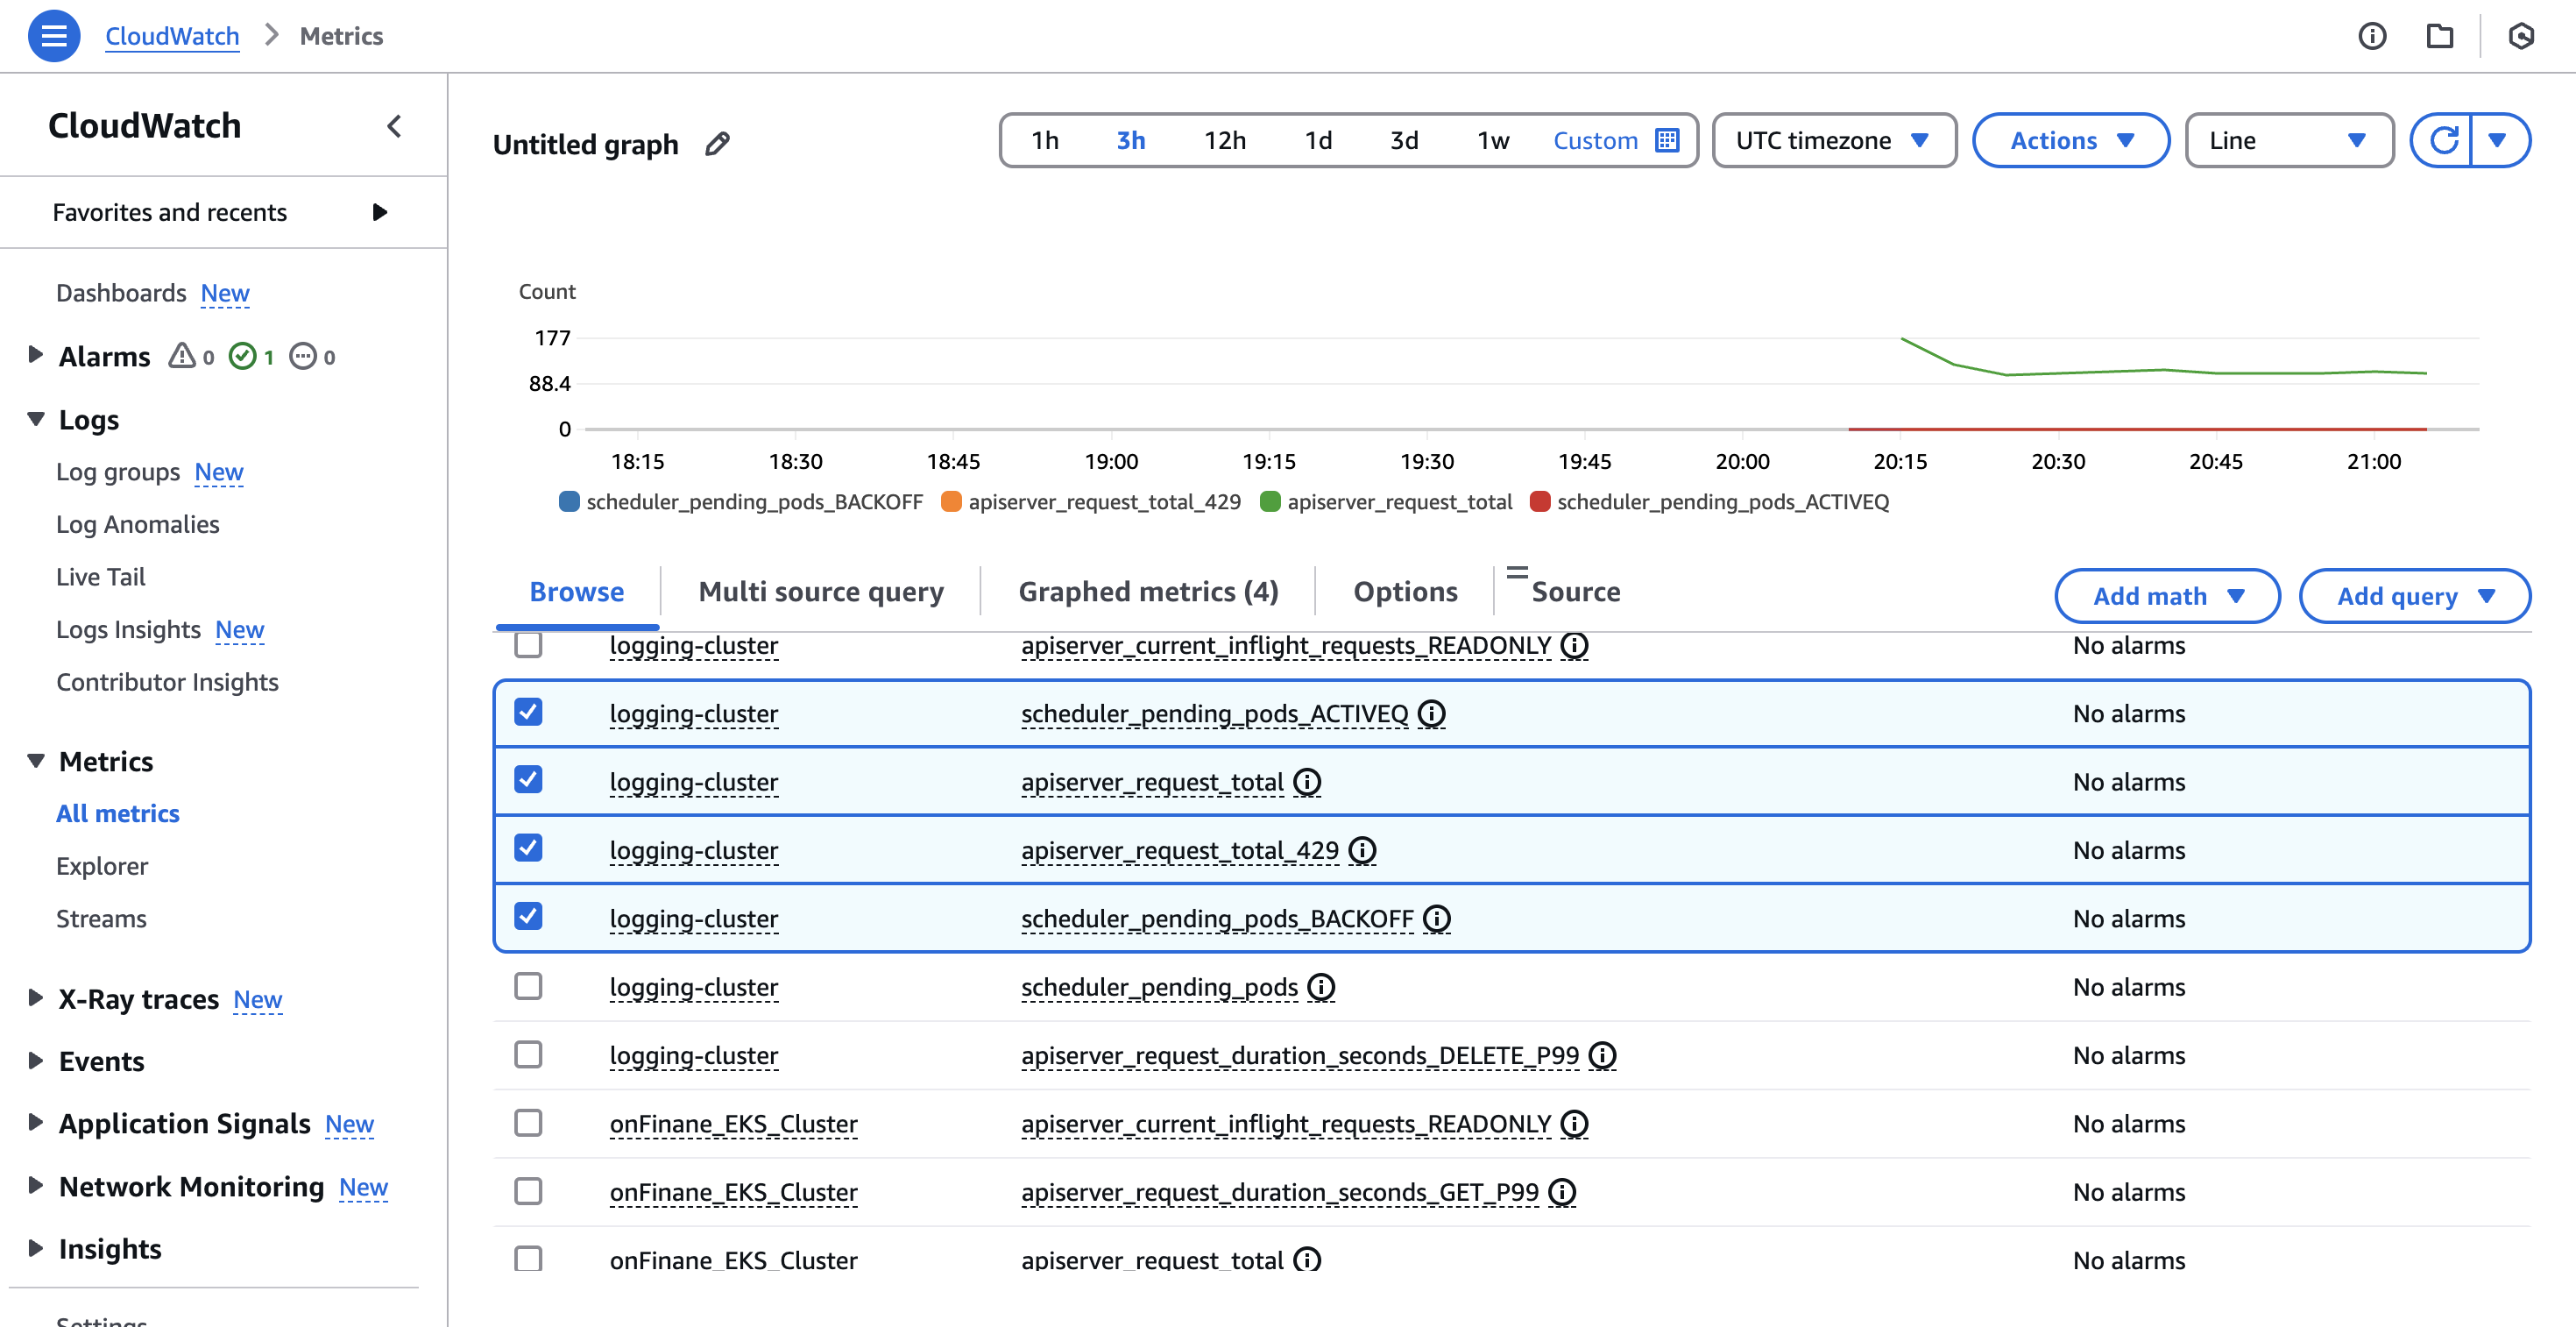 CloudWatch > Metrics
CloudWatch
Favorites and recents
Dashboards New
Alarms 0 1 0
Logs
Log groups New
Log Anomalies
Live Tail
Logs Insights New
Contributor Insights
Metrics
All metrics
Explorer
Streams
X-Ray traces New
Events
Application Signals New
Network Monitoring New
Insights
Settings
Untitled graph
1h 3h 12h 1d 3d 1w Custom UTC timezone Actions Line
Count
177
88.4
0
18:15 18:30 18:45 19:00 19:15 19:30 19:45 20:00 20:15 20:30 20:45 21:00
scheduler_pending_pods_BACKOFF apiserver_request_total_429 apiserver_request_total scheduler_pending_pods_ACTIVEQ
Browse Multi source query Graphed metrics (4) Options Source Add math Add query
logging-cluster apiserver_current_inflight_requests_READONLY No alarms
logging-cluster scheduler_pending_pods_ACTIVEQ No alarms
logging-cluster apiserver_request_total No alarms
logging-cluster apiserver_request_total_429 No alarms
logging-cluster scheduler_pending_pods_BACKOFF No alarms
logging-cluster scheduler_pending_pods No alarms
logging-cluster apiserver_request_duration_seconds_DELETE_P99 No alarms
onFinane_EKS_Cluster apiserver_current_inflight_requests_READONLY No alarms
onFinane_EKS_Cluster apiserver_request_duration_seconds_GET_P99 No alarms
onFinane_EKS_Cluster apiserver_request_total No alarms